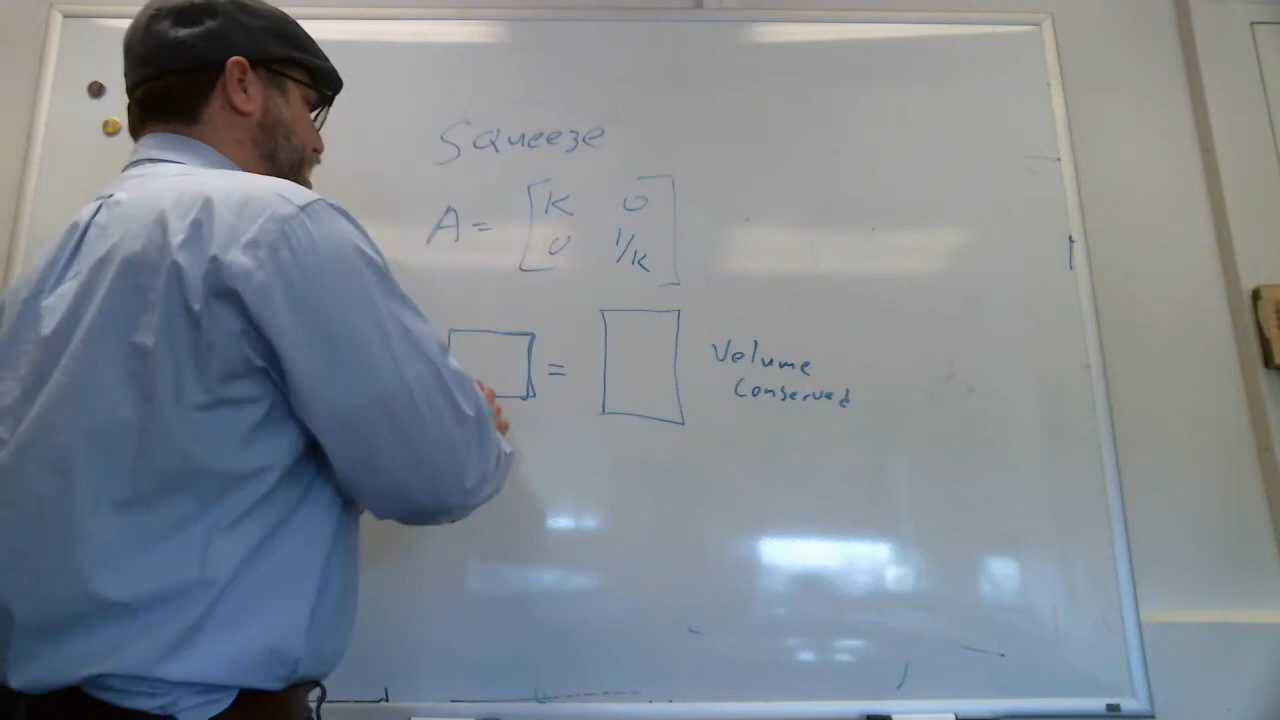 Squeeze
A = [K 0
0 1/K]
=
Volume
Conserved